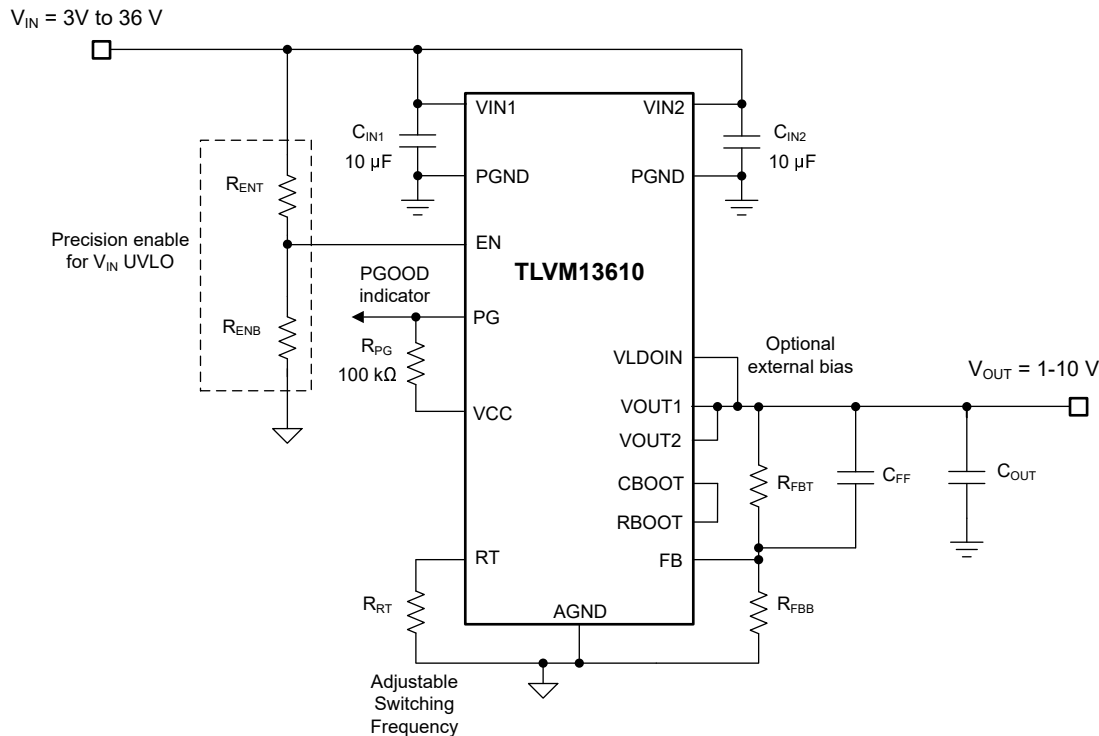 V_IN = 3V to 36 V
VIN1
VIN2
C_IN1
10 µF
C_IN2
10 µF
PGND
PGND
R_ENT
Precision enable
for V_IN UVLO
EN
TLVM13610
PGOOD
indicator
PG
R_ENB
R_PG
100 kΩ
VLDOIN
Optional
external bias
V_OUT = 1-10 V
VCC
VOUT1
VOUT2
CBOOT
RBOOT
R_FBT
C_FF
C_OUT
RT
FB
R_RT
AGND
R_FBB
Adjustable
Switching
Frequency